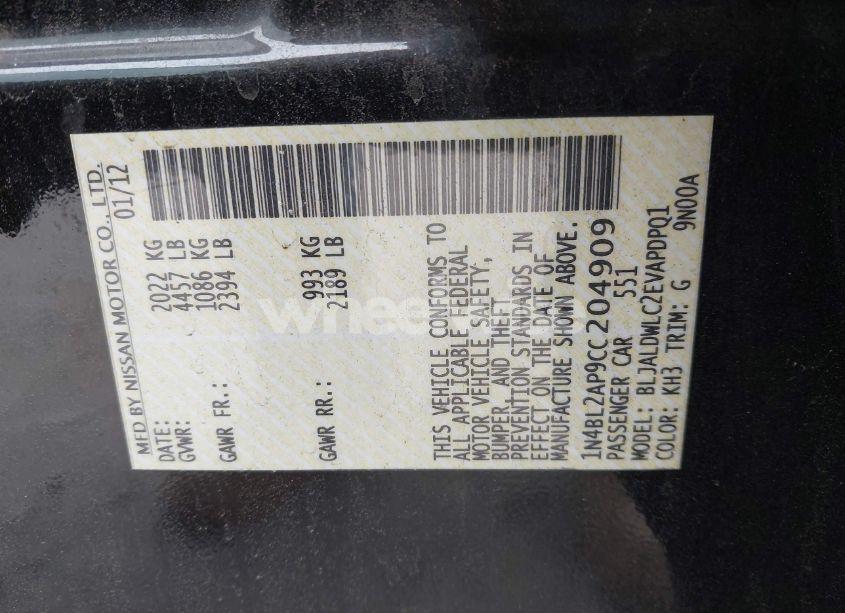 MFD BY NISSAN MOTOR CO., LTD.
DATE: 01/12
GVWR: 2022 KG
4457 LB
GAWR FR.: 1086 KG
2394 LB
GAWR RR.: 993 KG
2189 LB
THIS VEHICLE CONFORMS TO
ALL APPLICABLE FEDERAL
MOTOR VEHICLE SAFETY,
BUMPER, AND THEFT
PREVENTION STANDARDS IN
EFFECT ON THE DATE OF
MANUFACTURE SHOWN ABOVE.
1N4BL2AP9CC204909
PASSENGER CAR 551
MODEL: BLJALDWLC2EVAPDPQ1
COLOR: KH3 TRIM: G 9N00A